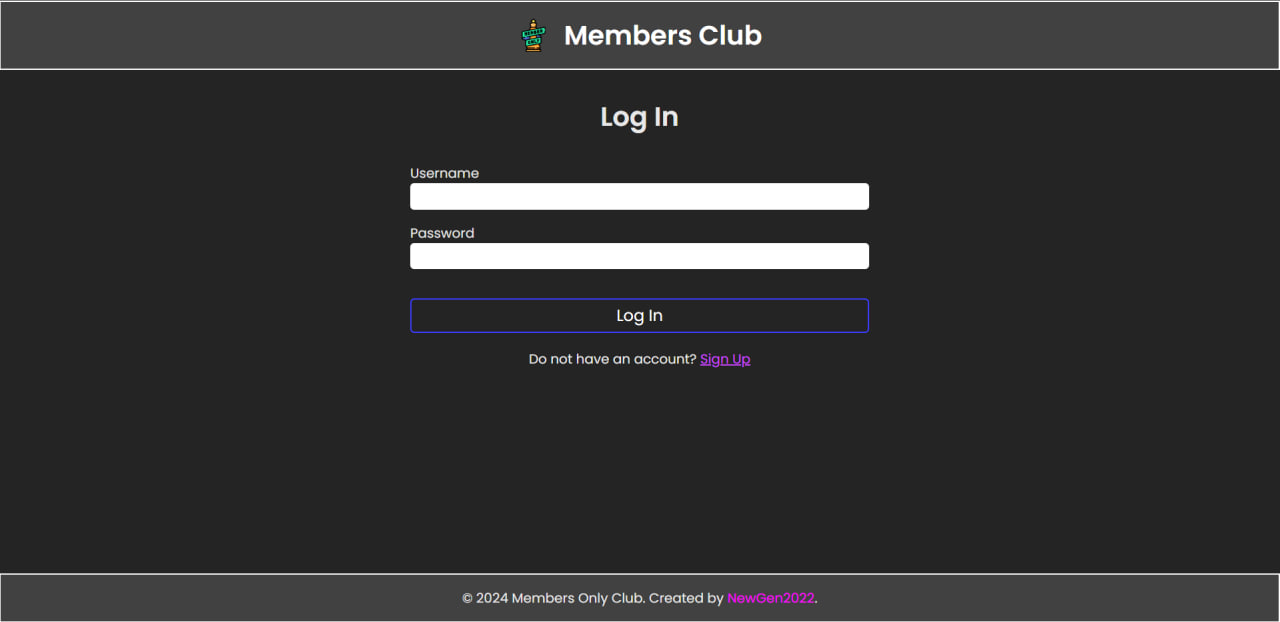 Members Club
Log In
Username
Password
Log In
Do not have an account? Sign Up
© 2024 Members Only Club. Created by NewGen2022.